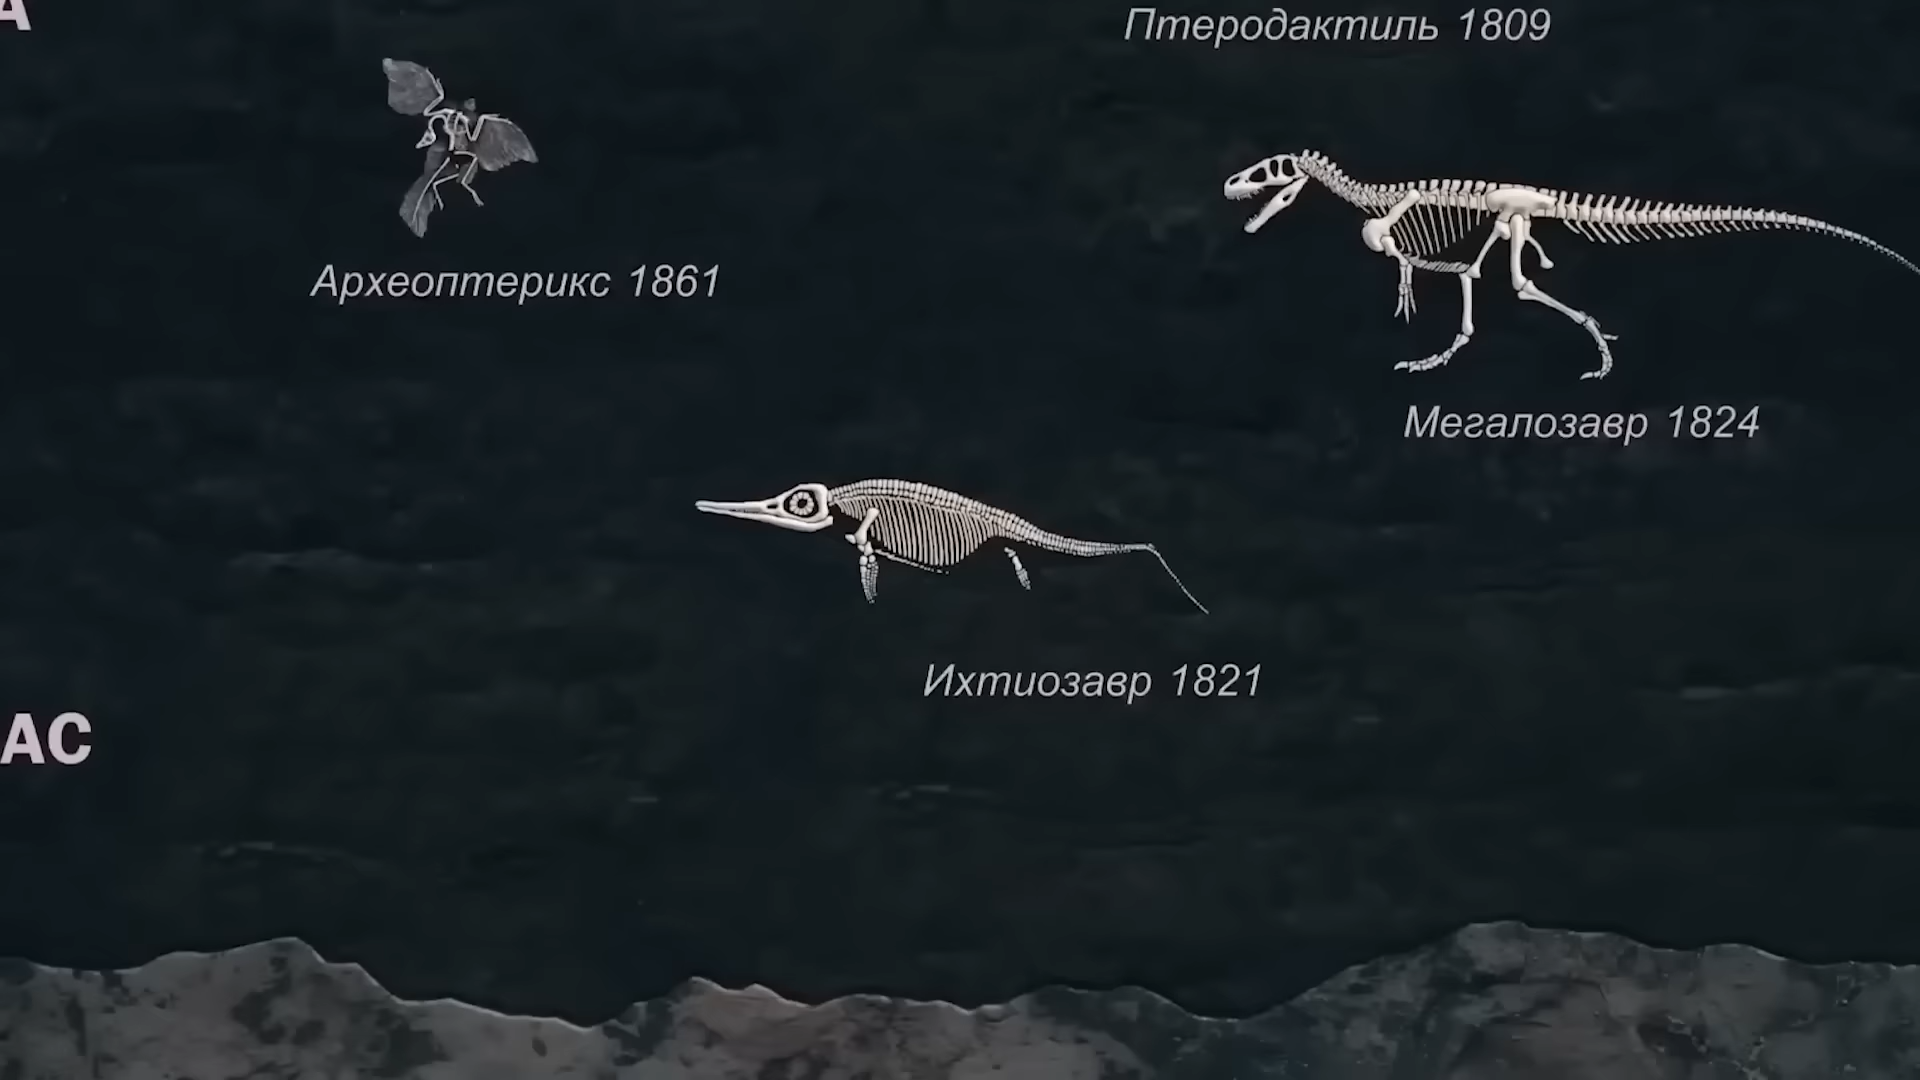 Птеродактиль 1809
Археоптерикс 1861
Мегалозавр 1824
Ихтиозавр 1821
АС